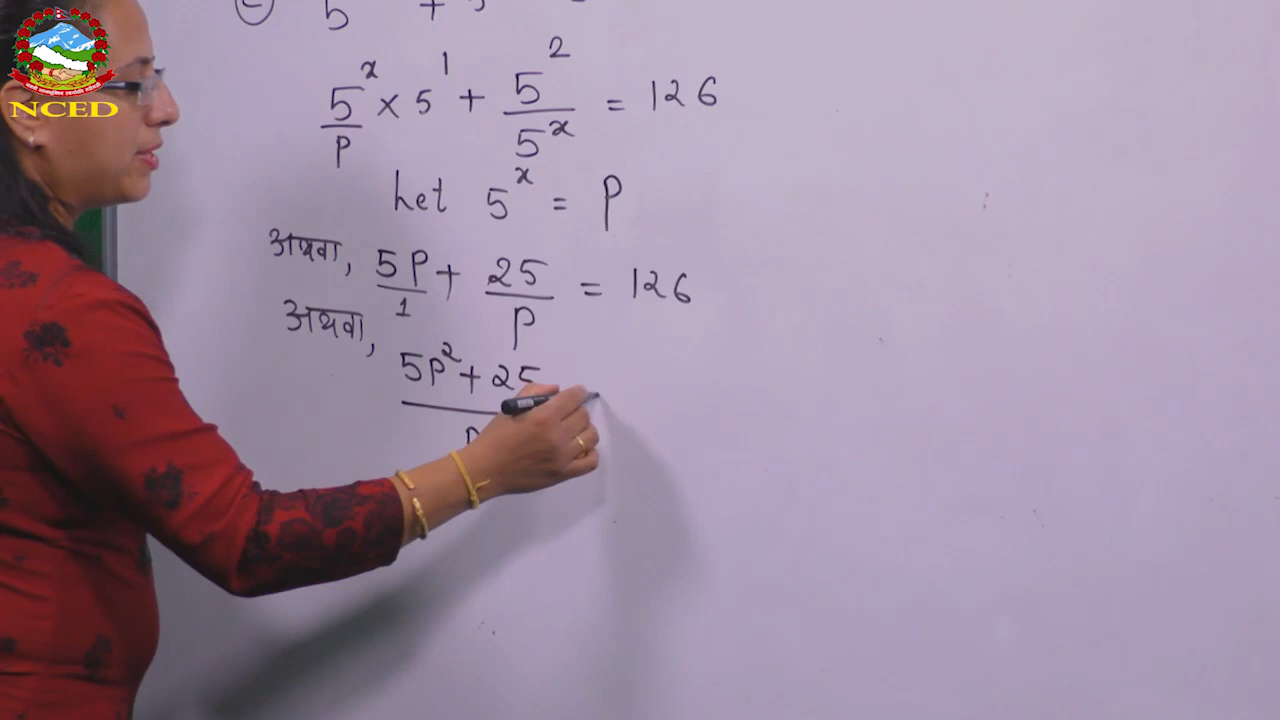 NCED
5^x × 5^1 + 5^2 / 5^x = 126
P
Let 5^x = P
अथवा, 5P/1 + 25/P = 126
अथवा,
5P^2 + 25